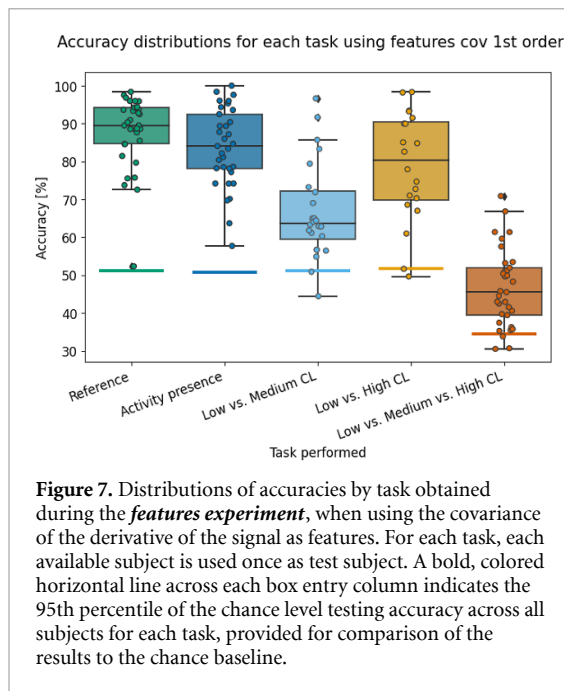 Accuracy distributions for each task using features cov 1st order
100
90
80
70
60
50
40
30
Accuracy [%]
Reference
Activity presence
Low vs. Medium CL
Low vs. High CL
Low vs. Medium vs. High CL
Task performed
Figure 7. Distributions of accuracies by task obtained
during the features experiment, when using the covariance
of the derivative of the signal as features. For each task, each
available subject is used once as test subject. A bold, colored
horizontal line across each box entry column indicates the
95th percentile of the chance level testing accuracy across all
subjects for each task, provided for comparison of the
results to the chance baseline.